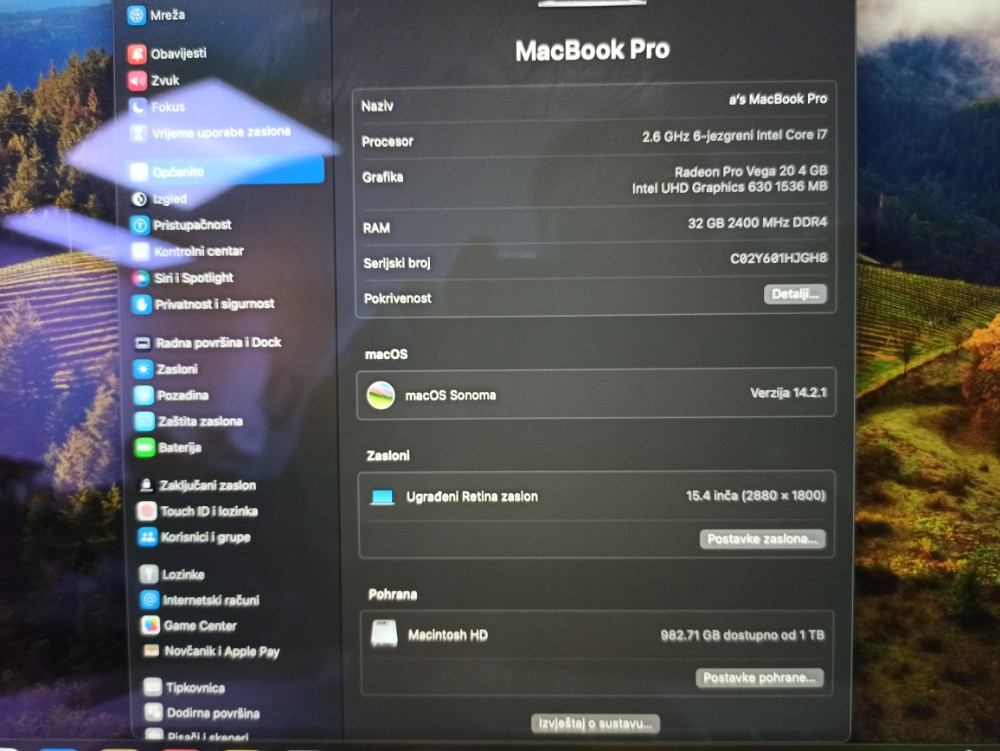 Mreža
Obavijesti
Zvuk
Fokus
Vrijeme uporabe zaslona
Općenito
Izgled
Pristupačnost
Kontrolni centar
Siri i Spotlight
Privatnost i sigurnost
Radna površina i Dock
Zasloni
Pozadina
Zaštita zaslona
Baterija
Zaključani zaslon
Touch ID i lozinka
Korisnici i grupe
Lozinke
Internetski računi
Game Center
Novčanik i Apple Pay
Tipkovnica
Dodirna površina
Pisači i skeneri
MacBook Pro
Naziv a's MacBook Pro
Procesor 2.6 GHz 6-jezgreni Intel Core i7
Grafika Radeon Pro Vega 20 4 GB
Intel UHD Graphics 630 1536 MB
RAM 32 GB 2400 MHz DDR4
Serijski broj C02Y601HJGH8
Pokrivenost Detalji...
macOS
macOS Sonoma Verzija 14.2.1
Zasloni
Ugrađeni Retina zaslon 15.4 inča (2880 × 1800)
Postavke zaslona...
Pohrana
Macintosh HD 982.71 GB dostupno od 1 TB
Postavke pohrane...
Izvještaj o sustavu...